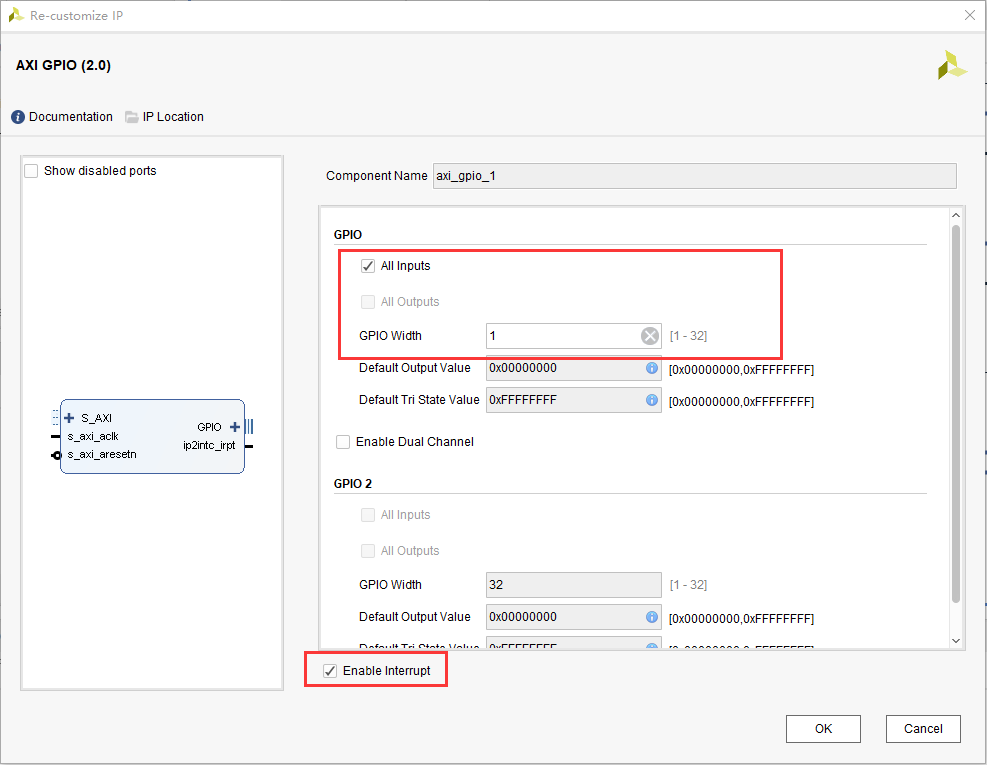 Re-customize IP
AXI GPIO (2.0)
Documentation IP Location
Show disabled ports
S_AXI
s_axi_aclk
s_axi_aresetn
GPIO
ip2intc_irpt
Component Name axi_gpio_1
GPIO
All Inputs
All Outputs
GPIO Width 1 [1 - 32]
Default Output Value 0x00000000 [0x00000000,0xFFFFFFFF]
Default Tri State Value 0xFFFFFFFF [0x00000000,0xFFFFFFFF]
Enable Dual Channel
GPIO 2
All Inputs
All Outputs
GPIO Width 32 [1 - 32]
Default Output Value 0x00000000 [0x00000000,0xFFFFFFFF]
Default Tri State Value 0xFFFFFFFF [0x00000000,0xFFFFFFFF]
Enable Interrupt
OK Cancel